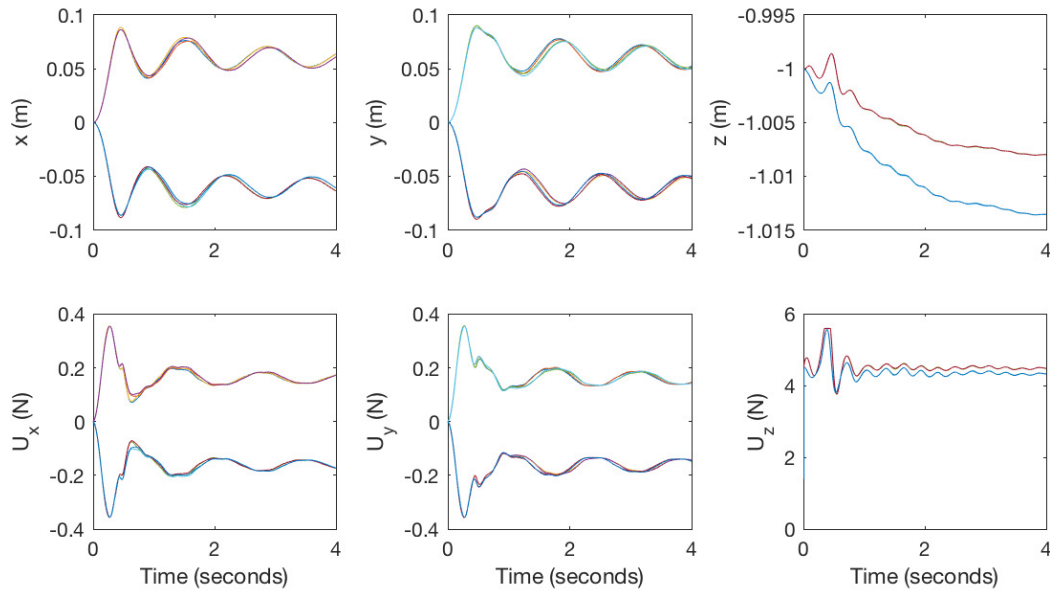 0.1
0.05
0
-0.05
-0.1
x (m)
0 2 4
0.1
0.05
0
-0.05
-0.1
y (m)
0 2 4
-0.995
-1
-1.005
-1.01
-1.015
z (m)
0 2 4
0.4
0.2
0
-0.2
-0.4
U_x (N)
0 2 4
Time (seconds)
0.4
0.2
0
-0.2
-0.4
U_y (N)
0 2 4
Time (seconds)
6
4
2
0
U_z (N)
0 2 4
Time (seconds)